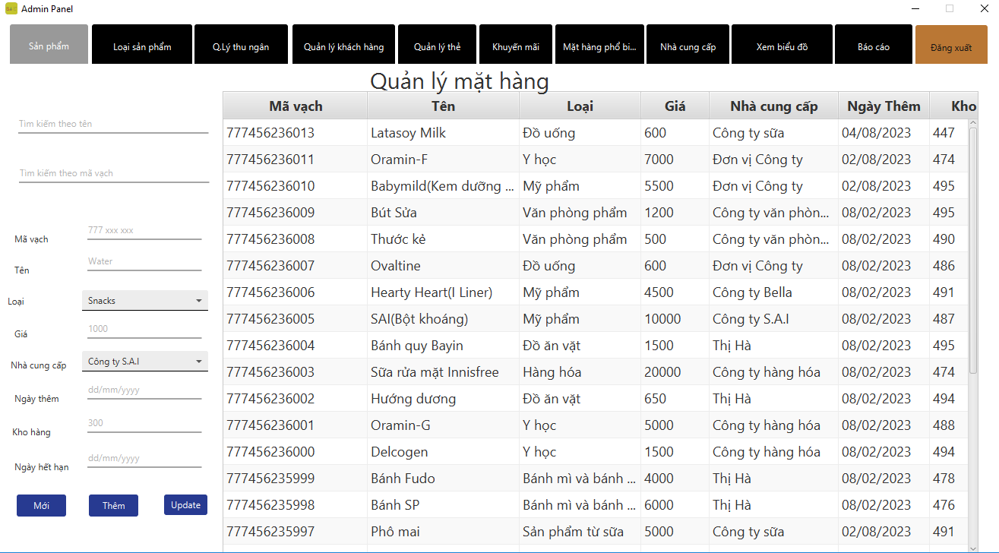 Admin Panel
Sản phẩm Loại sản phẩm Q.Lý thu ngân Quản lý khách hàng Quản lý thẻ Khuyến mãi Mặt hàng phổ bi... Nhà cung cấp Xem biểu đồ Báo cáo Đăng xuất
Quản lý mặt hàng
Tìm kiếm theo tên
Tìm kiếm theo mã vạch
Mã vạch 777 xxx xxx
Tên Water
Loại Snacks
Giá 1000
Nhà cung cấp Công ty S.A.I
Ngày thêm dd/mm/yyyy
Kho hàng 300
Ngày hết hạn dd/mm/yyyy
Mới Thêm Update
Mã vạch Tên Loại Giá Nhà cung cấp Ngày Thêm Kho
777456236013 Latasoy Milk Đồ uống 600 Công ty sữa 04/08/2023 447
777456236011 Oramin-F Y học 7000 Đơn vị Công ty 02/08/2023 474
777456236010 Babymild(Kem dưỡng ... Mỹ phẩm 5500 Đơn vị Công ty 02/08/2023 495
777456236009 Bút Sửa Văn phòng phẩm 1200 Công ty văn phòn... 08/02/2023 495
777456236008 Thước kẻ Văn phòng phẩm 500 Công ty văn phòn... 08/02/2023 490
777456236007 Ovaltine Đồ uống 600 Đơn vị Công ty 08/02/2023 486
777456236006 Hearty Heart(I Liner) Mỹ phẩm 4500 Công ty Bella 08/02/2023 491
777456236005 SAI(Bột khoáng) Mỹ phẩm 10000 Công ty S.A.I 08/02/2023 487
777456236004 Bánh quy Bayin Đồ ăn vặt 1500 Thị Hà 08/02/2023 495
777456236003 Sữa rửa mặt Innisfree Hàng hóa 20000 Công ty hàng hóa 08/02/2023 474
777456236002 Hướng dương Đồ ăn vặt 650 Thị Hà 08/02/2023 494
777456236001 Oramin-G Y học 5000 Công ty hàng hóa 08/02/2023 488
777456236000 Delcogen Y học 1500 Công ty hàng hóa 08/02/2023 494
777456235999 Bánh Fudo Bánh mì và bánh ... 4000 Thị Hà 08/02/2023 478
777456235998 Bánh SP Bánh mì và bánh ... 6000 Thị Hà 08/02/2023 476
777456235997 Phô mai Sản phẩm từ sữa 5000 Công ty sữa 02/08/2023 491